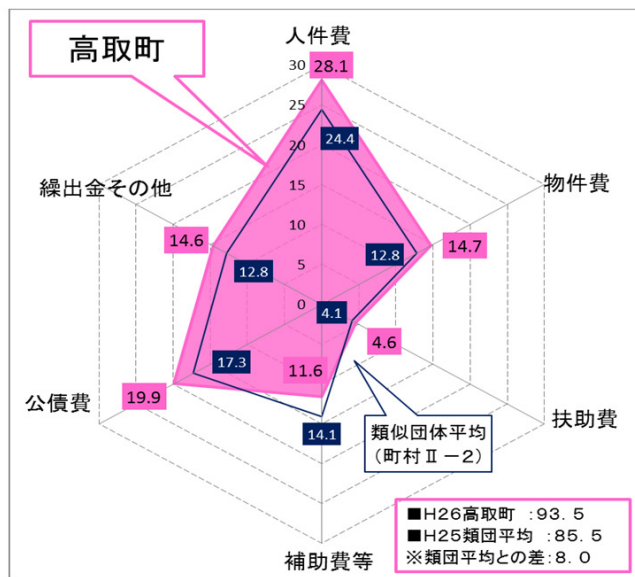 人件費
高取町
30
28.1
25
20
24.4
繰出金その他
物件費
15
14.6
14.7
12.8
12.8
10
5
0
4.1
4.6
17.3
11.6
19.9
公債費
14.1
扶助費
類似団体平均
(町村Ⅱ－2)
補助費等
■H26高取町 :93.5
■H25類団平均 :85.5
※類団平均との差:8.0